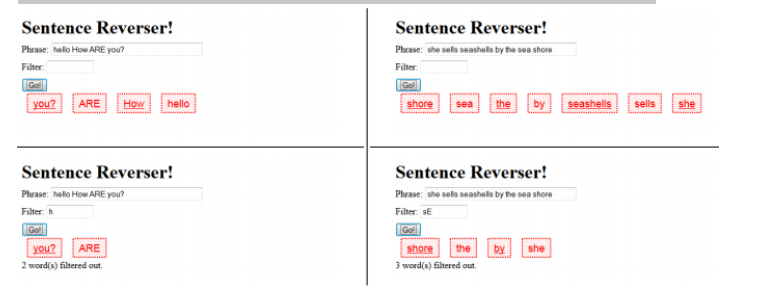 Sentence Reverser!
Phrase: hello How ARE you?
Filter:
Go!
you? ARE How hello
Sentence Reverser!
Phrase: she sells seashells by the sea shore
Filter:
Go!
shore sea the by seashells sells she
Sentence Reverser!
Phrase: hello How ARE you?
Filter: h
Go!
you? ARE
2 word(s) filtered out.
Sentence Reverser!
Phrase: she sells seashells by the sea shore
Filter: sE
Go!
shore the by she
3 word(s) filtered out.